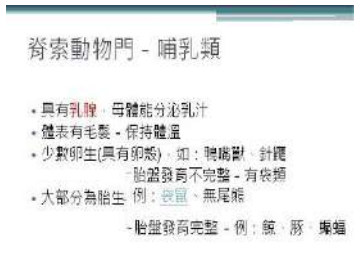 脊索動物門 - 哺乳類
• 具有乳腺，母體能分泌乳汁
• 體表有毛髮 - 保持體溫
• 少數卵生(具有卵殼)，如：鴨嘴獸、針鼴
-胎盤發育不完整 - 有袋類
• 大部分為胎生 例：袋鼠、無尾熊
-胎盤發育完整 - 例：鯨、豚、蝙蝠